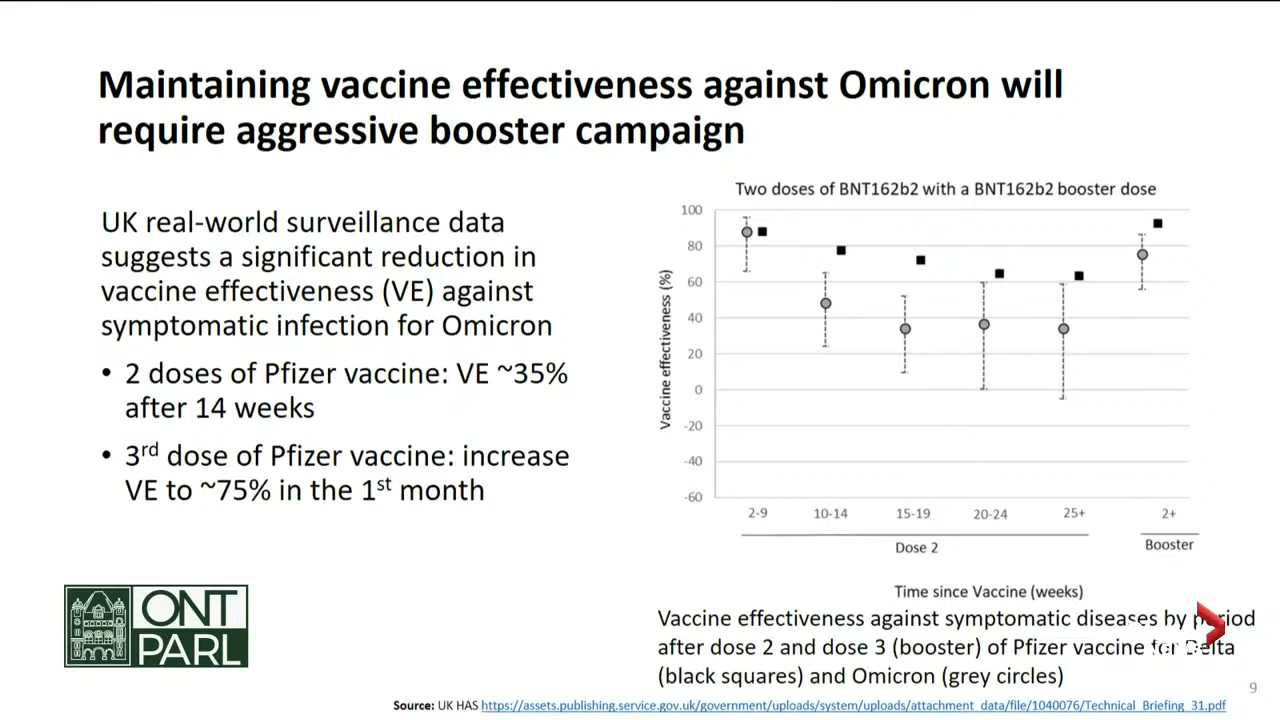 Maintaining vaccine effectiveness against Omicron will
require aggressive booster campaign
UK real-world surveillance data
suggests a significant reduction in
vaccine effectiveness (VE) against
symptomatic infection for Omicron
• 2 doses of Pfizer vaccine: VE ~35%
after 14 weeks
• 3rd dose of Pfizer vaccine: increase
VE to ~75% in the 1st month
Two doses of BNT162b2 with a BNT162b2 booster dose
Vaccine effectiveness (%)
100
80
60
40
20
0
-20
-40
-60
2-9 10-14 15-19 20-24 25+ 2+
Dose 2 Booster
Time since Vaccine (weeks)
Vaccine effectiveness against symptomatic diseases by period
after dose 2 and dose 3 (booster) of Pfizer vaccine for Delta
(black squares) and Omicron (grey circles)
ONT
PARL
9
Source: UK HAS https://assets.publishing.service.gov.uk/government/uploads/system/uploads/attachment_data/file/1040076/Technical_Briefing_31.pdf